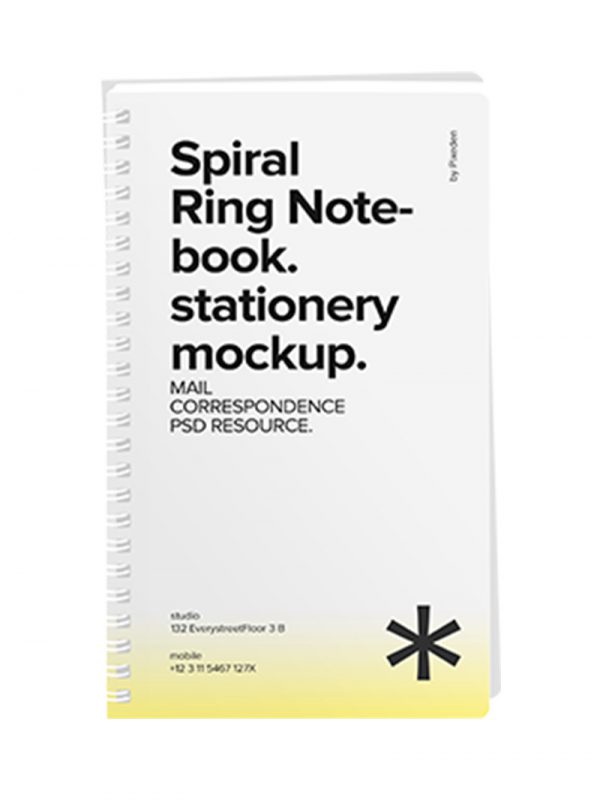 Spiral
Ring Note-
book.
stationery
mockup.
MAIL
CORRESPONDENCE
PSD RESOURCE.
by Pixeden
studio
132 EverystreetFloor 3 B
mobile
+12 3 11 5467 127X